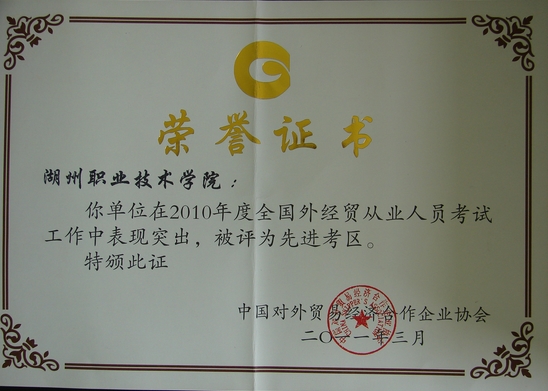 荣誉证书
湖州职业技术学院：
你单位在2010年度全国外经贸从业人员考试
工作中表现突出，被评为先进考区。
特颁此证
中国对外贸易经济合作企业协会
二〇一一年三月